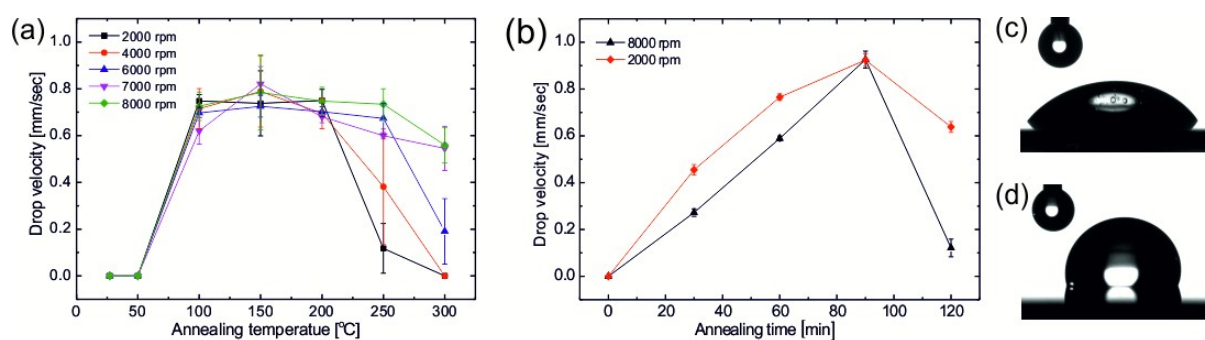 (a)
2000 rpm
4000 rpm
6000 rpm
7000 rpm
8000 rpm
Drop velocity [mm/sec]
1.0
0.8
0.6
0.4
0.2
0.0
0 50 100 150 200 250 300
Annealing temperatue [ºC]
(b)
8000 rpm
2000 rpm
Drop velocity [mm/sec]
1.0
0.8
0.6
0.4
0.2
0.0
0 20 40 60 80 100 120 140
Annealing time [min]
(c)
(d)